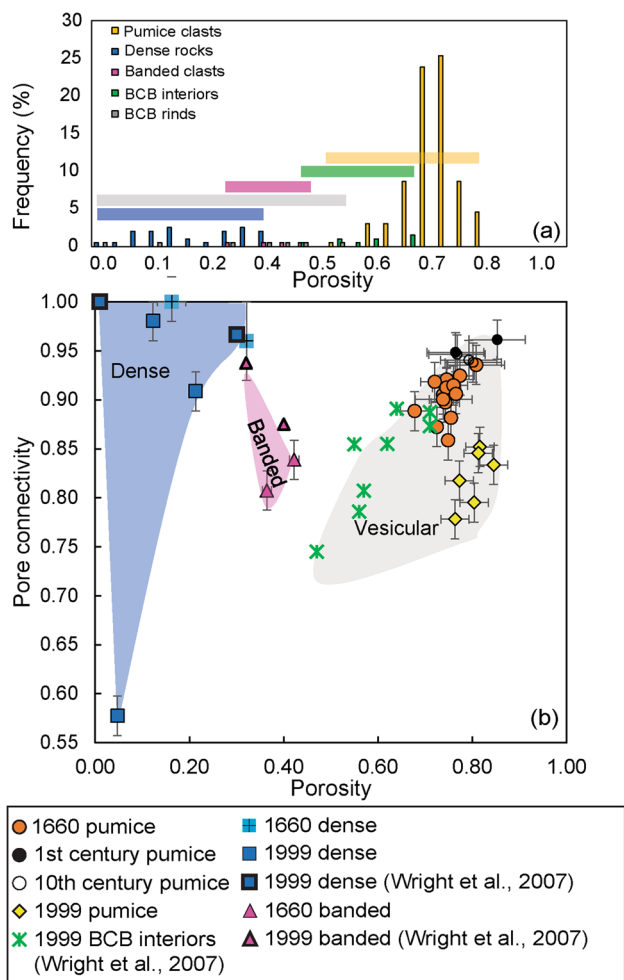 30
25
20
15
10
5
0
Frequency (%)
Pumice clasts
Dense rocks
Banded clasts
BCB interiors
BCB rinds
(a)
0.0 0.1 0.2 0.2 0.3 0.4 0.5 0.6 0.7 0.7 0.8 0.9 1.0
Porosity
1.00
0.95
0.90
0.85
0.80
0.75
0.70
0.65
0.60
0.55
Pore connectivity
Dense
Banded
Vesicular
(b)
0.00 0.20 0.40 0.60 0.80 1.00
Porosity
1660 pumice
1st century pumice
10th century pumice
1999 pumice
1999 BCB interiors
(Wright et al., 2007)
1660 dense
1999 dense
1999 dense (Wright et al., 2007)
1660 banded
1999 banded (Wright et al., 2007)